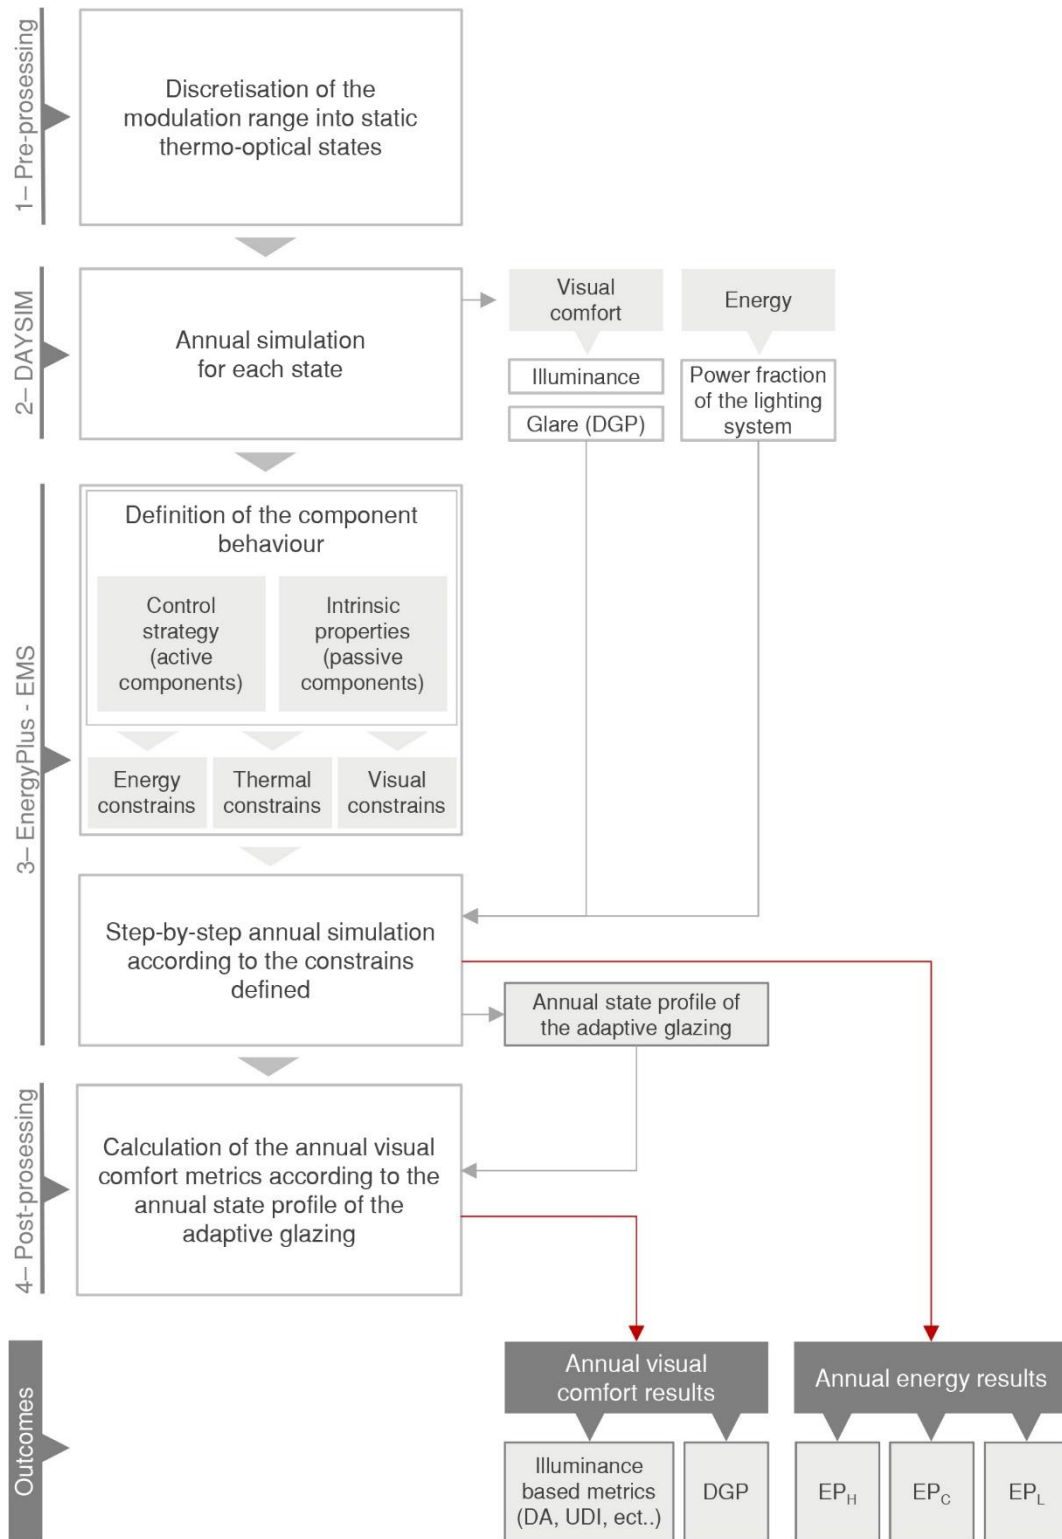 1– Pre-prosessing
Discretisation of the
modulation range into static
thermo-optical states
2– DAYSIM
Annual simulation
for each state
Visual
comfort
Energy
Illuminance
Glare (DGP)
Power fraction
of the lighting
system
3– EnergyPlus - EMS
Definition of the component
behaviour
Control
strategy
(active
components)
Intrinsic
properties
(passive
components)
Energy
constrains
Thermal
constrains
Visual
constrains
Step-by-step annual simulation
according to the constrains
defined
Annual state profile of
the adaptive glazing
4– Post-prosessing
Calculation of the annual visual
comfort metrics according to the
annual state profile of the
adaptive glazing
Outcomes
Annual visual
comfort results
Annual energy results
Illuminance
based metrics
(DA, UDI, ect..)
DGP
EPH
EPC
EPL